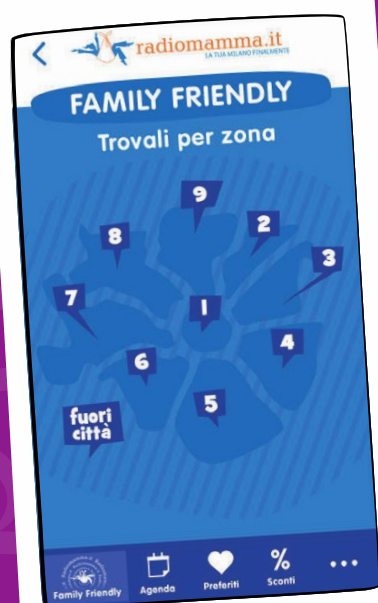 radiomamma.it
LA TUA MILANO FINALMENTE
FAMILY FRIENDLY
Trovali per zona
9
8
2
3
7
1
6
4
5
fuori
città
Family Friendly
Agenda
Preferiti
%
Sconti